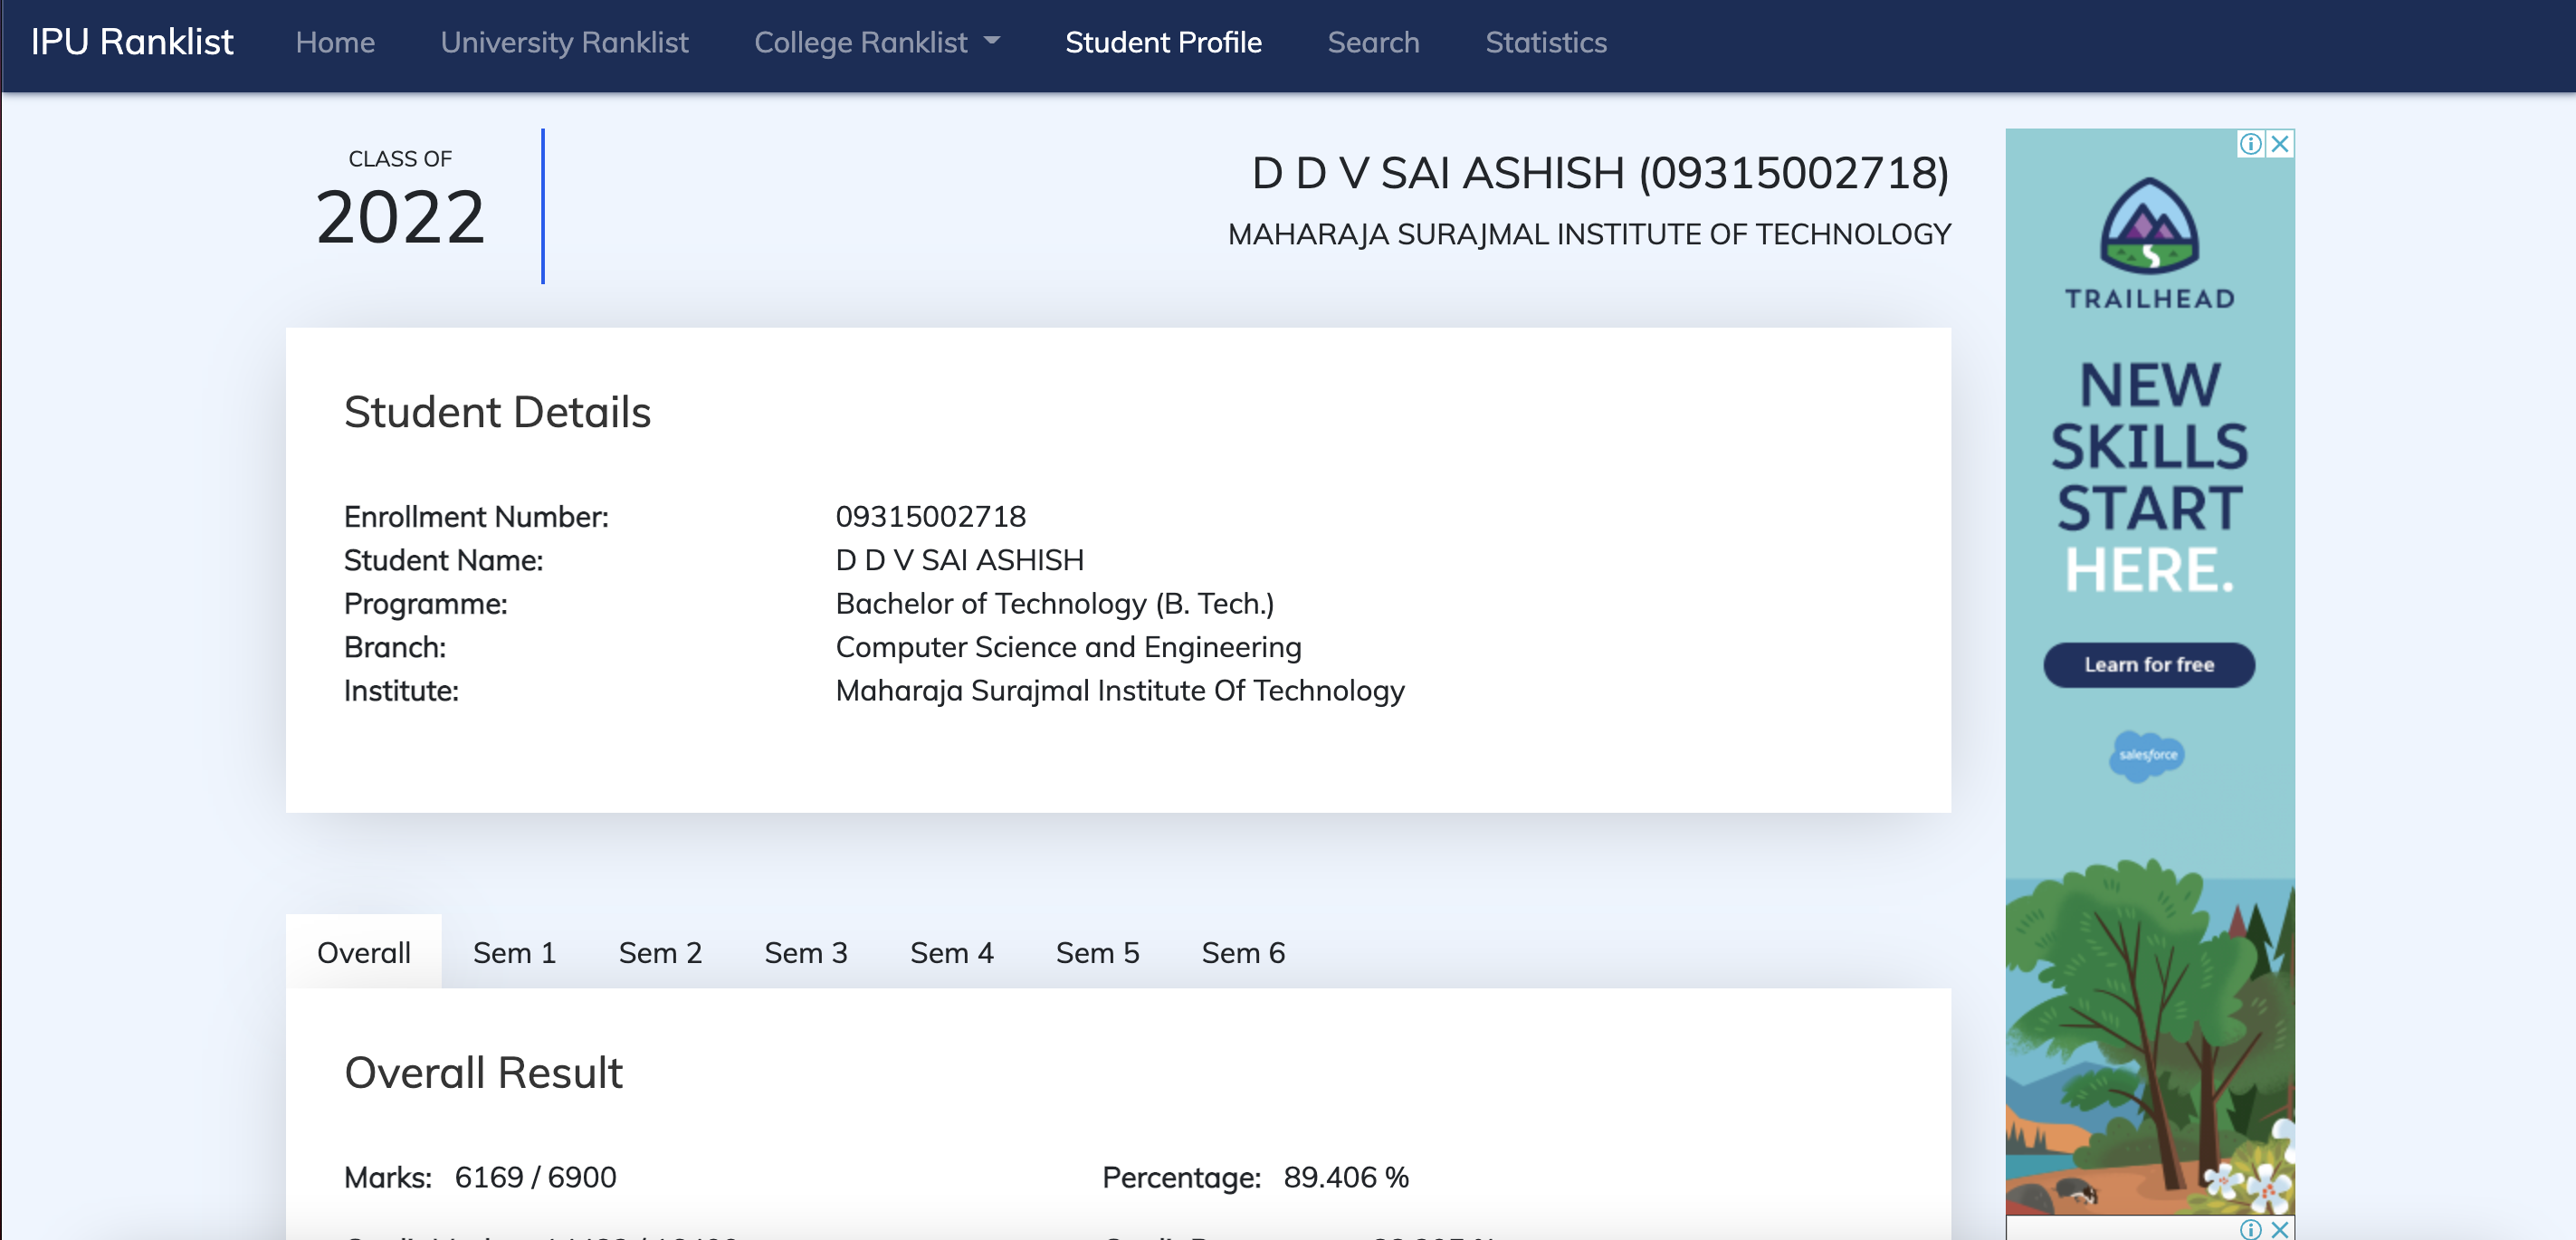 IPU Ranklist Home University Ranklist College Ranklist Student Profile Search Statistics
CLASS OF
2022
D D V SAI ASHISH (09315002718)
MAHARAJA SURAJMAL INSTITUTE OF TECHNOLOGY
Student Details
Enrollment Number: 09315002718
Student Name: D D V SAI ASHISH
Programme: Bachelor of Technology (B. Tech.)
Branch: Computer Science and Engineering
Institute: Maharaja Surajmal Institute Of Technology
Overall Sem 1 Sem 2 Sem 3 Sem 4 Sem 5 Sem 6
Overall Result
Marks: 6169 / 6900 Percentage: 89.406 %
TRAILHEAD
NEW
SKILLS
START
HERE.
Learn for free
salesforce